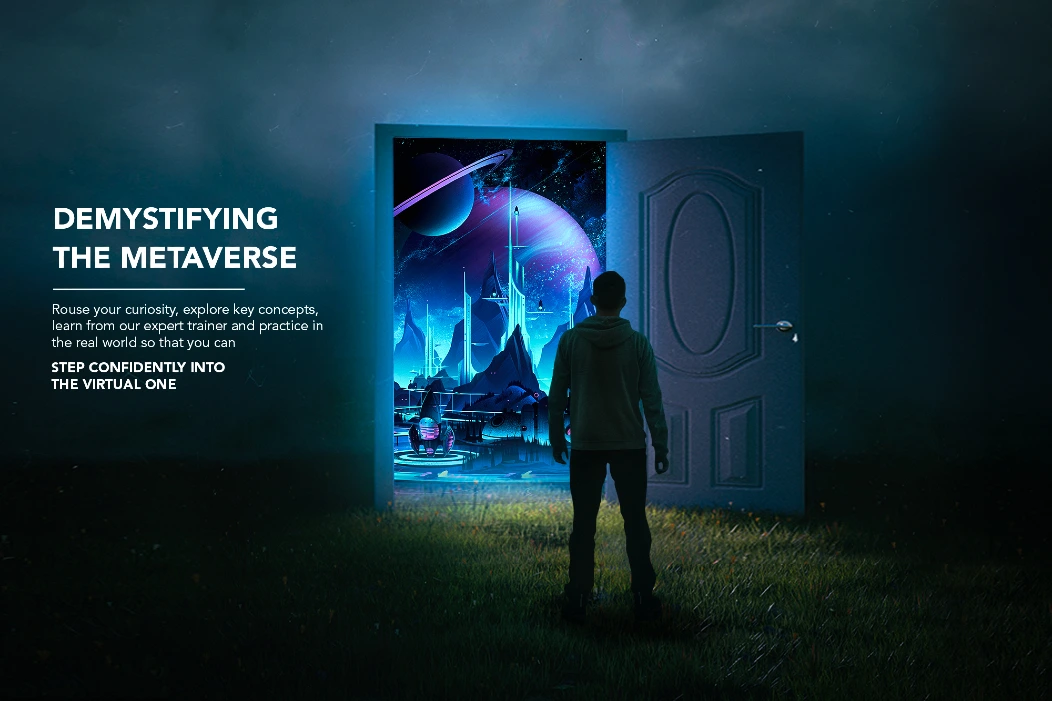 DEMYSTIFYING
THE METAVERSE
Rouse your curiosity, explore key concepts,
learn from our expert trainer and practice in
the real world so that you can
STEP CONFIDENTLY INTO
THE VIRTUAL ONE